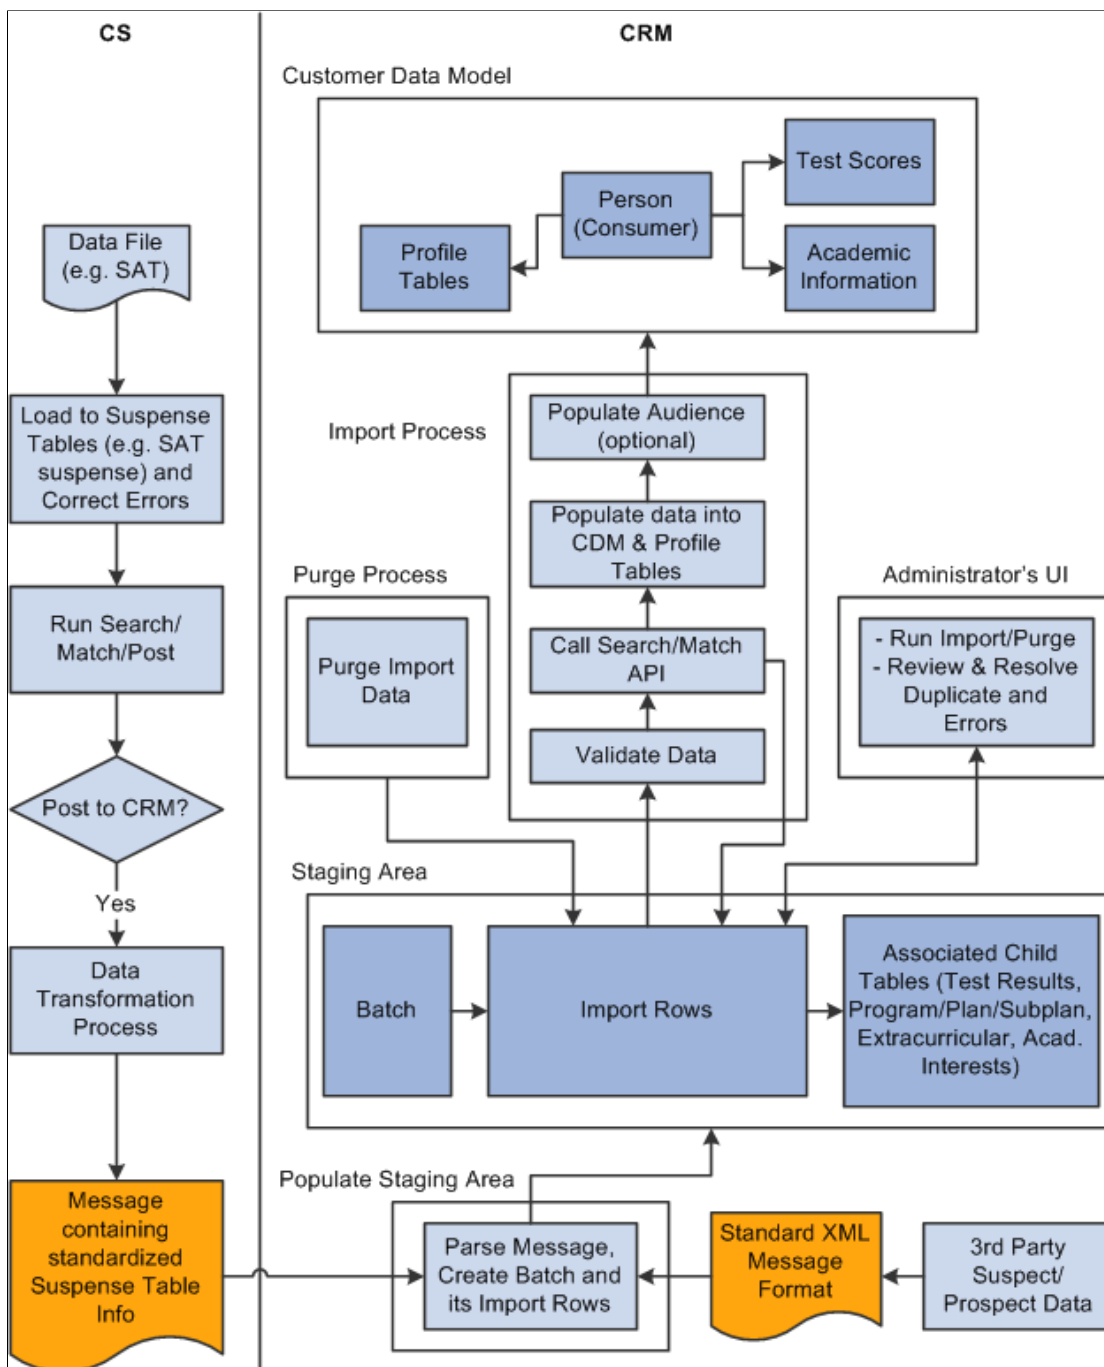 CS
CRM
Customer Data Model
Test Scores
Person
(Consumer)
Profile
Tables
Academic
Information
Data File
(e.g. SAT)
Load to Suspense
Tables (e.g. SAT
suspense) and
Correct Errors
Run Search/
Match/Post
Post to CRM?
Yes
Data
Transformation
Process
Message
containing
standardized
Suspense Table
Info
Import Process
Populate Audience
(optional)
Populate data into
CDM & Profile
Tables
Call Search/Match
API
Validate Data
Purge Process
Purge Import
Data
Administrator's UI
- Run Import/Purge
- Review & Resolve
Duplicate and
Errors
Staging Area
Batch
Import Rows
Associated Child
Tables (Test Results,
Program/Plan/Subplan,
Extracurricular, Acad.
Interests)
Populate Staging Area
Parse Message,
Create Batch and
its Import Rows
Standard XML
Message
Format
3rd Party
Suspect/
Prospect Data